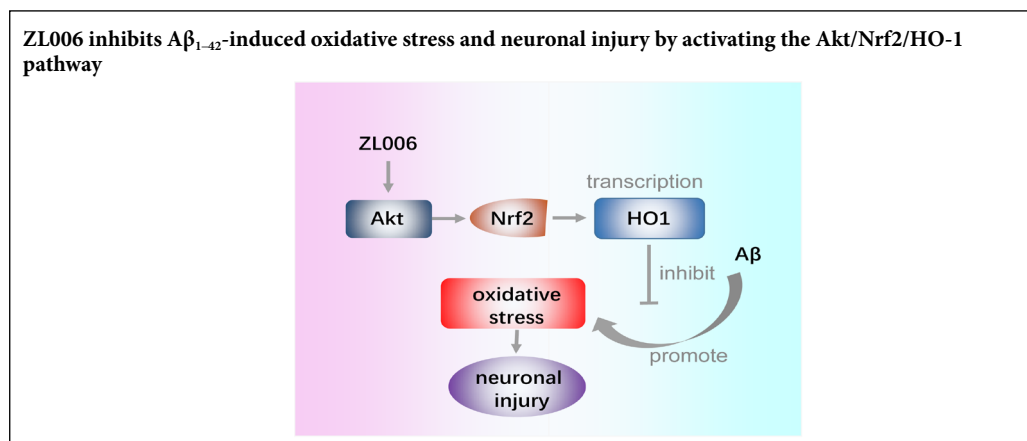 ZL006 inhibits Aβ₁₋₄₂-induced oxidative stress and neuronal injury by activating the Akt/Nrf2/HO-1
pathway
ZL006
transcription
Akt
Nrf2
HO1
Aβ
inhibit
oxidative
stress
promote
neuronal
injury